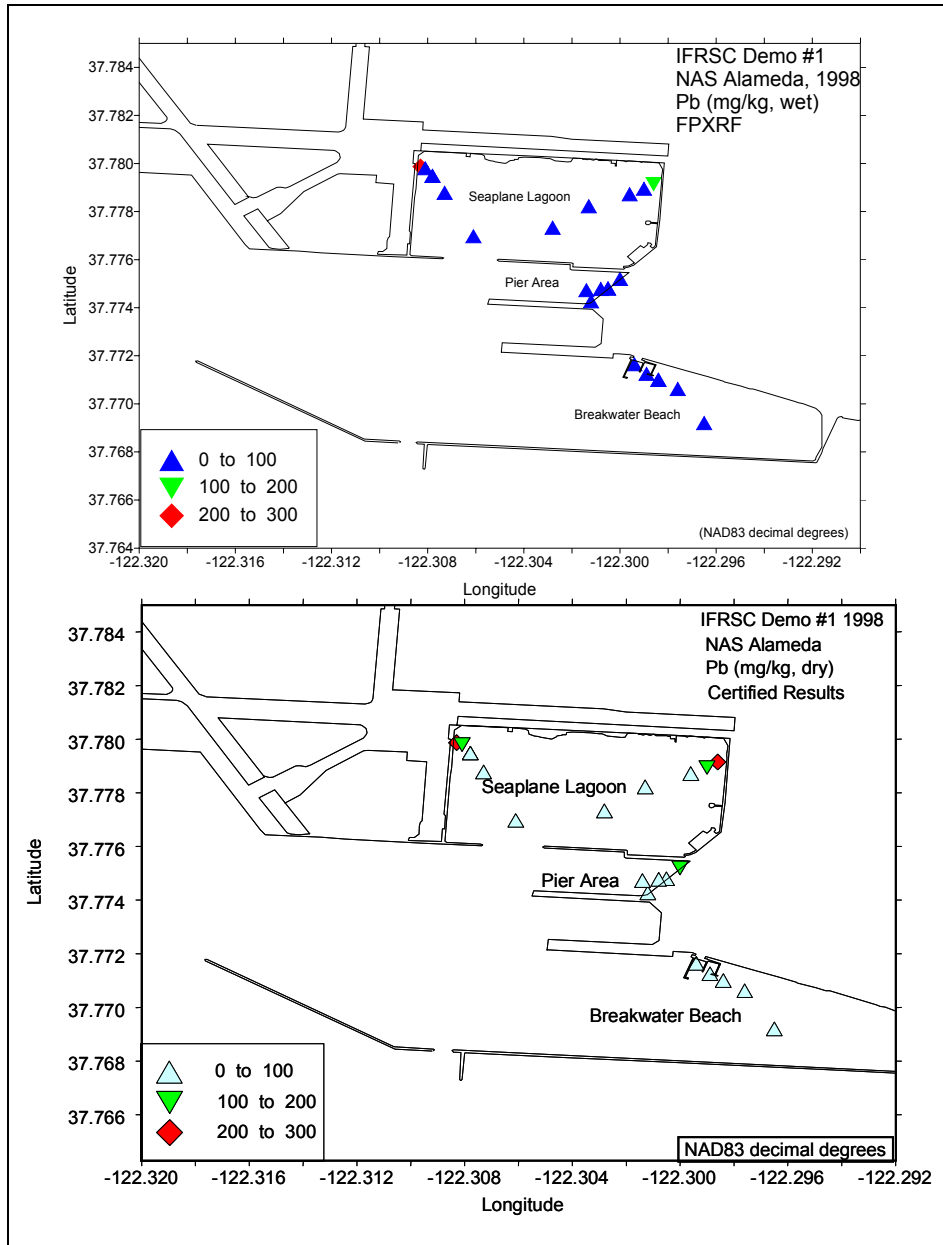 IFRSC Demo #1
NAS Alameda, 1998
Pb (mg/kg, wet)
FPXRF
37.784
37.782
37.780
37.778
37.776
37.774
37.772
37.770
37.768
37.766
37.764
Latitude
Seaplane Lagoon
Pier Area
Breakwater Beach
0 to 100
100 to 200
200 to 300
(NAD83 decimal degrees)
-122.320 -122.316 -122.312 -122.308 -122.304 -122.300 -122.296 -122.292
Longitude
IFRSC Demo #1 1998
NAS Alameda
Pb (mg/kg, dry)
Certified Results
37.784
37.782
37.780
37.778
37.776
37.774
37.772
37.770
37.768
37.766
Latitude
Seaplane Lagoon
Pier Area
Breakwater Beach
0 to 100
100 to 200
200 to 300
NAD83 decimal degrees
-122.320 -122.316 -122.312 -122.308 -122.304 -122.300 -122.296 -122.292
Longitude